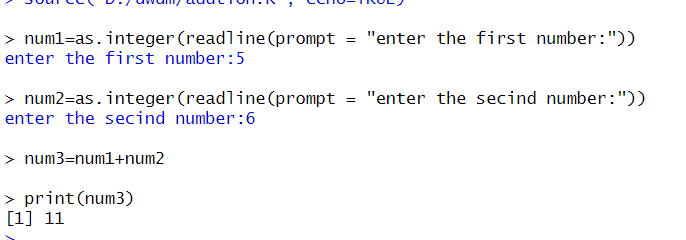 > source("D:/dwdm/addtion.R", echo=TRUE)
> num1=as.integer(readline(prompt = "enter the first number:"))
enter the first number:5
> num2=as.integer(readline(prompt = "enter the secind number:"))
enter the secind number:6
> num3=num1+num2
> print(num3)
[1] 11
>